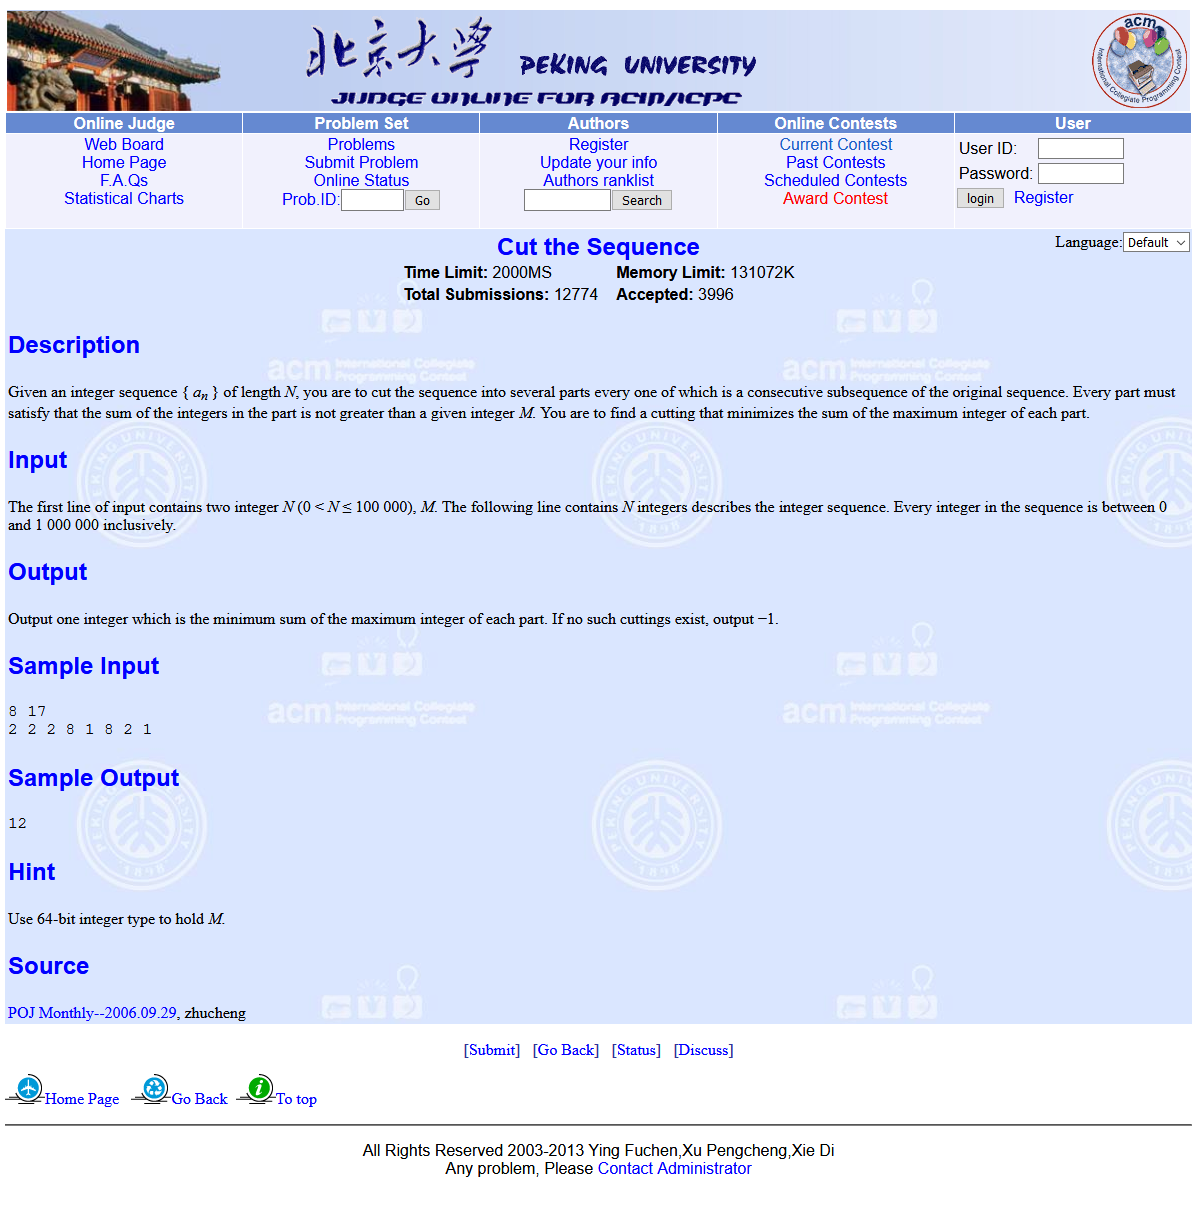 北京大學 PEKING UNIVERSITY
JUDGE ONLINE FOR ACM/ICPC
acm
International Collegiate Programming Contest
Online Judge Problem Set Authors Online Contests User
Web Board
Home Page
F.A.Qs
Statistical Charts
Problems
Submit Problem
Online Status
Prob.ID: Go
Register
Update your info
Authors ranklist
Search
Current Contest
Past Contests
Scheduled Contests
Award Contest
User ID:
Password:
login Register
Language: Default
Cut the Sequence
Time Limit: 2000MS Memory Limit: 131072K
Total Submissions: 12774 Accepted: 3996
Description
Given an integer sequence { an } of length N, you are to cut the sequence into several parts every one of which is a consecutive subsequence of the original sequence. Every part must
satisfy that the sum of the integers in the part is not greater than a given integer M. You are to find a cutting that minimizes the sum of the maximum integer of each part.
Input
The first line of input contains two integer N (0 < N ≤ 100 000), M. The following line contains N integers describes the integer sequence. Every integer in the sequence is between 0
and 1 000 000 inclusively.
Output
Output one integer which is the minimum sum of the maximum integer of each part. If no such cuttings exist, output −1.
Sample Input
8 17
2 2 2 8 1 8 2 1
Sample Output
12
Hint
Use 64-bit integer type to hold M.
Source
POJ Monthly--2006.09.29, zhucheng
[Submit] [Go Back] [Status] [Discuss]
Home Page Go Back To top
All Rights Reserved 2003-2013 Ying Fuchen,Xu Pengcheng,Xie Di
Any problem, Please Contact Administrator